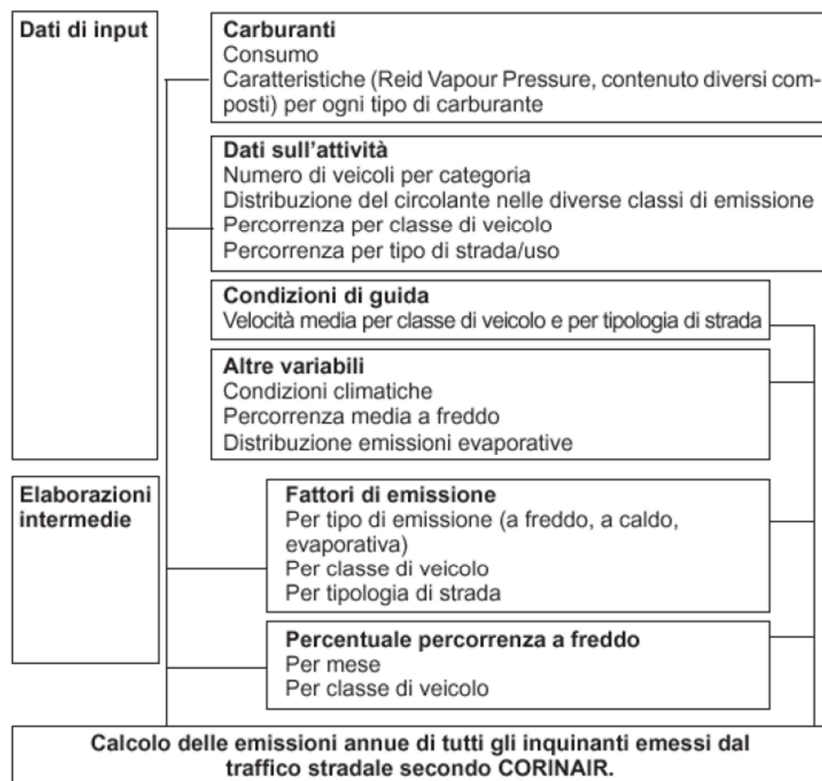 Dati di input
Carburanti
Consumo
Caratteristiche (Reid Vapour Pressure, contenuto diversi com-
posti) per ogni tipo di carburante
Dati sull'attività
Numero di veicoli per categoria
Distribuzione del circolante nelle diverse classi di emissione
Percorrenza per classe di veicolo
Percorrenza per tipo di strada/uso
Condizioni di guida
Velocità media per classe di veicolo e per tipologia di strada
Altre variabili
Condizioni climatiche
Percorrenza media a freddo
Distribuzione emissioni evaporative
Elaborazioni
intermedie
Fattori di emissione
Per tipo di emissione (a freddo, a caldo,
evaporativa)
Per classe di veicolo
Per tipologia di strada
Percentuale percorrenza a freddo
Per mese
Per classe di veicolo
Calcolo delle emissioni annue di tutti gli inquinanti emessi dal
traffico stradale secondo CORINAIR.